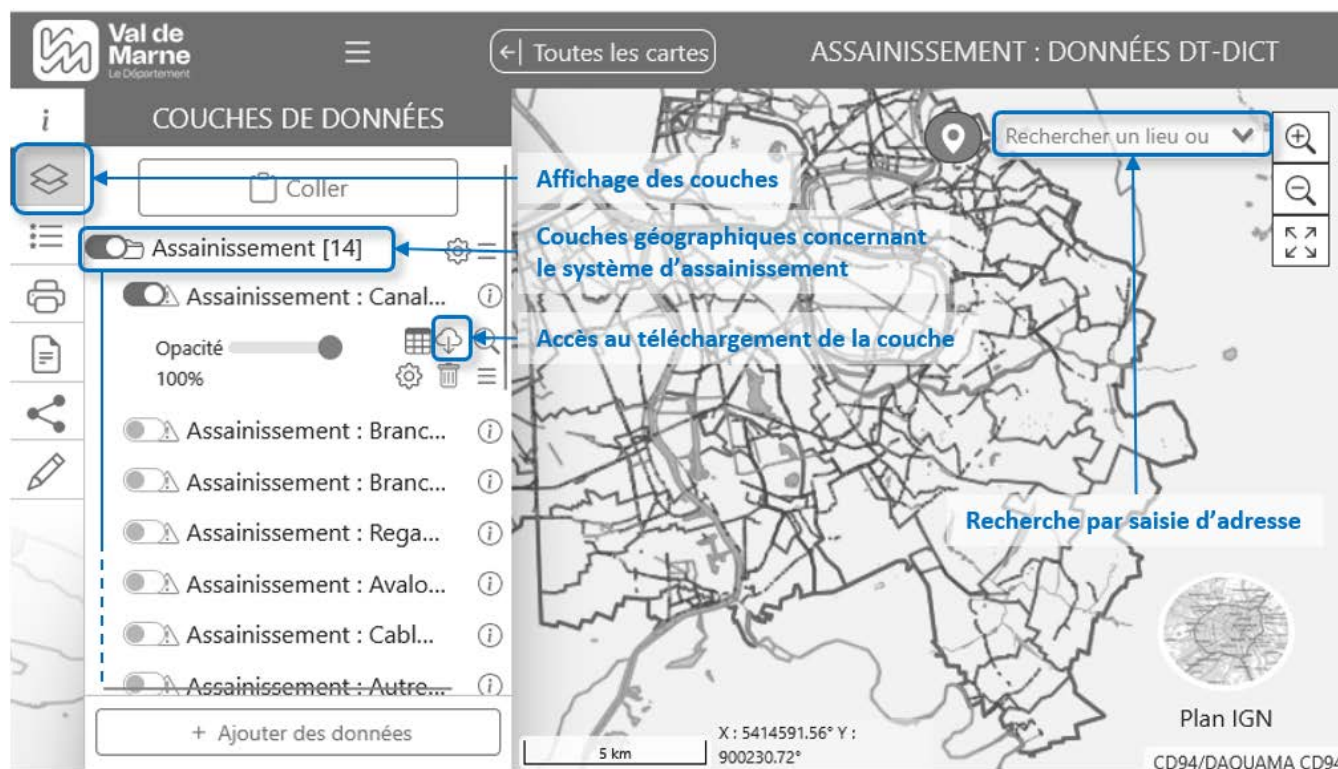 Val de
Marne
Le Département
Toutes les cartes
ASSAINISSEMENT : DONNÉES DT-DICT
i
COUCHES DE DONNÉES
Coller
Assainissement [14]
Assainissement : Canal...
Opacité
100%
Assainissement : Branc...
Assainissement : Branc...
Assainissement : Rega...
Assainissement : Avalo...
Assainissement : Cabl...
Assainissement : Autre...
+ Ajouter des données
Rechercher un lieu ou
Affichage des couches
Couches géographiques concernant
le système d’assainissement
Accès au téléchargement de la couche
Recherche par saisie d’adresse
Plan IGN
5 km
X : 5414591.56° Y :
900230.72°
CD94/DAOUAMA CD94